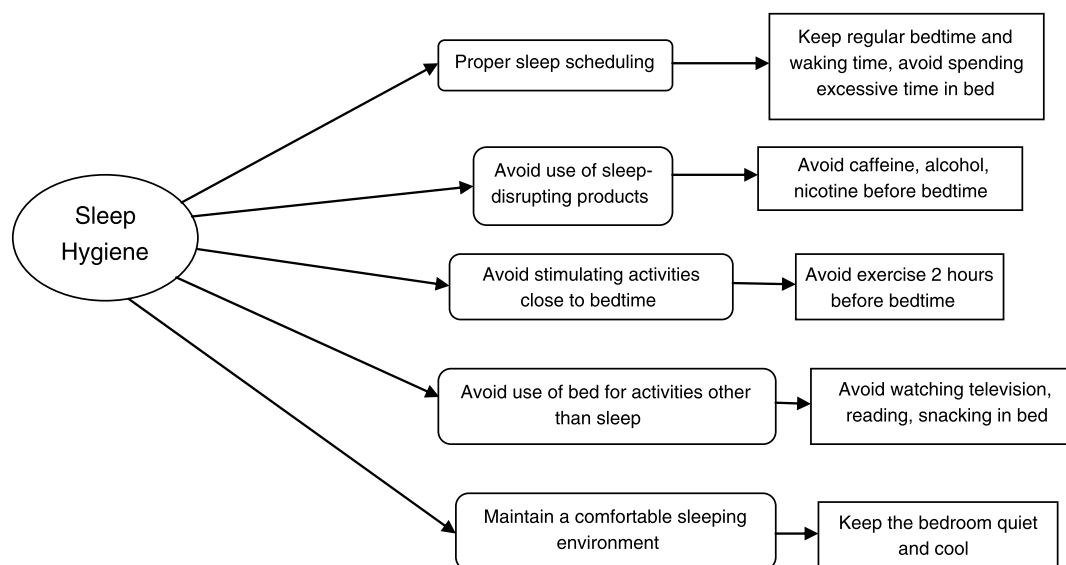 Sleep
Hygiene
Proper sleep scheduling
Keep regular bedtime and
waking time, avoid spending
excessive time in bed
Avoid use of sleep-
disrupting products
Avoid caffeine, alcohol,
nicotine before bedtime
Avoid stimulating activities
close to bedtime
Avoid exercise 2 hours
before bedtime
Avoid use of bed for activities other
than sleep
Avoid watching television,
reading, snacking in bed
Maintain a comfortable sleeping
environment
Keep the bedroom quiet
and cool